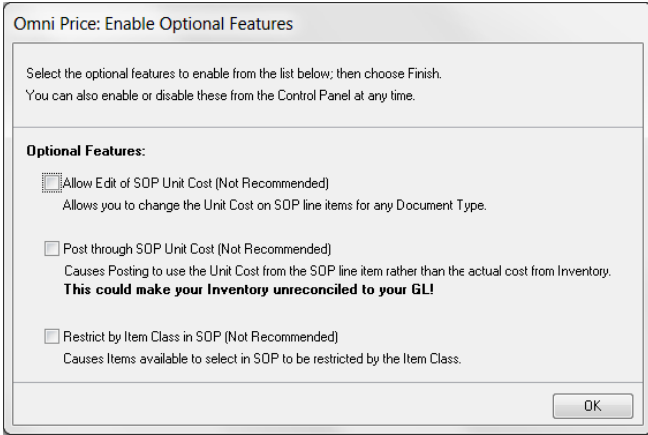 Omni Price: Enable Optional Features
Select the optional features to enable from the list below; then choose Finish.
You can also enable or disable these from the Control Panel at any time.
Optional Features:
Allow Edit of SOP Unit Cost (Not Recommended)
Allows you to change the Unit Cost on SOP line items for any Document Type.
Post through SOP Unit Cost (Not Recommended)
Causes Posting to use the Unit Cost from the SOP line item rather than the actual cost from Inventory.
This could make your Inventory unreconciled to your GL!
Restrict by Item Class in SOP (Not Recommended)
Causes Items available to select in SOP to be restricted by the Item Class.
OK